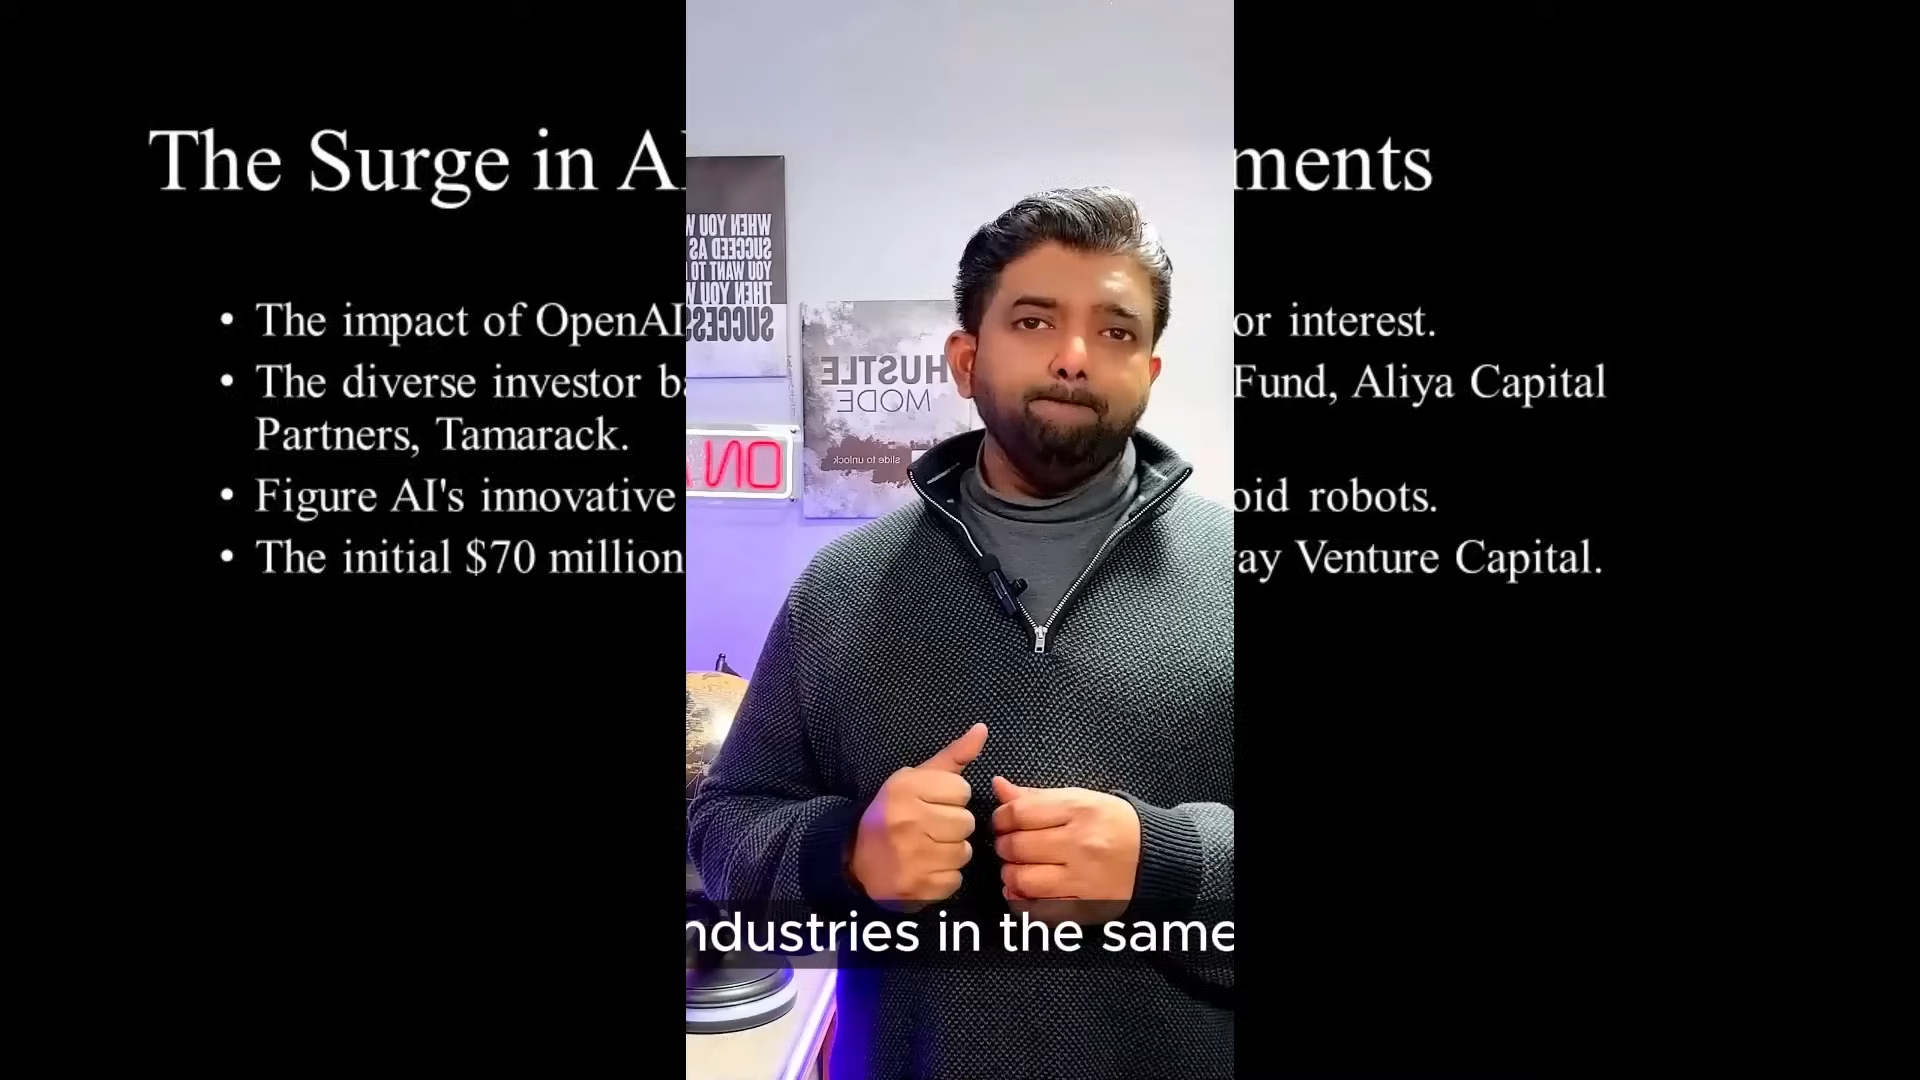 The Surge in AI ments
• The impact of OpenAI or interest.
• The diverse investor ba Fund, Aliya Capital
Partners, Tamarack.
• Figure AI's innovative oid robots.
• The initial $70 million ay Venture Capital.
WHEN YOU W
SUCCEED AS
YOU WANT TO
THEN YOU W
SUCCESS
HUSTLE
MODE
slide to unlock
ON
ndustries in the same